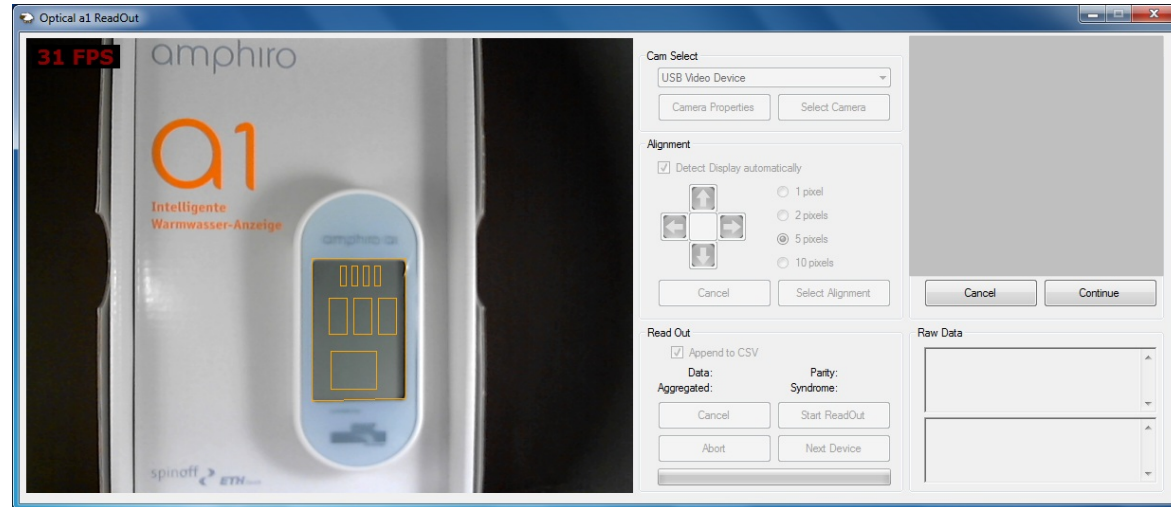 Optical a1 ReadOut
31 FPS
amphiro
a1
Intelligente
Warmwasser-Anzeige
amphiro a1
spinoff
ETH
Cam Select
USB Video Device
Camera Properties
Select Camera
Alignment
Detect Display automatically
1 pixel
2 pixels
5 pixels
10 pixels
Cancel
Select Alignment
Read Out
Append to CSV
Data:
Parity:
Aggregated:
Syndrome:
Cancel
Start ReadOut
Abort
Next Device
Cancel
Continue
Raw Data